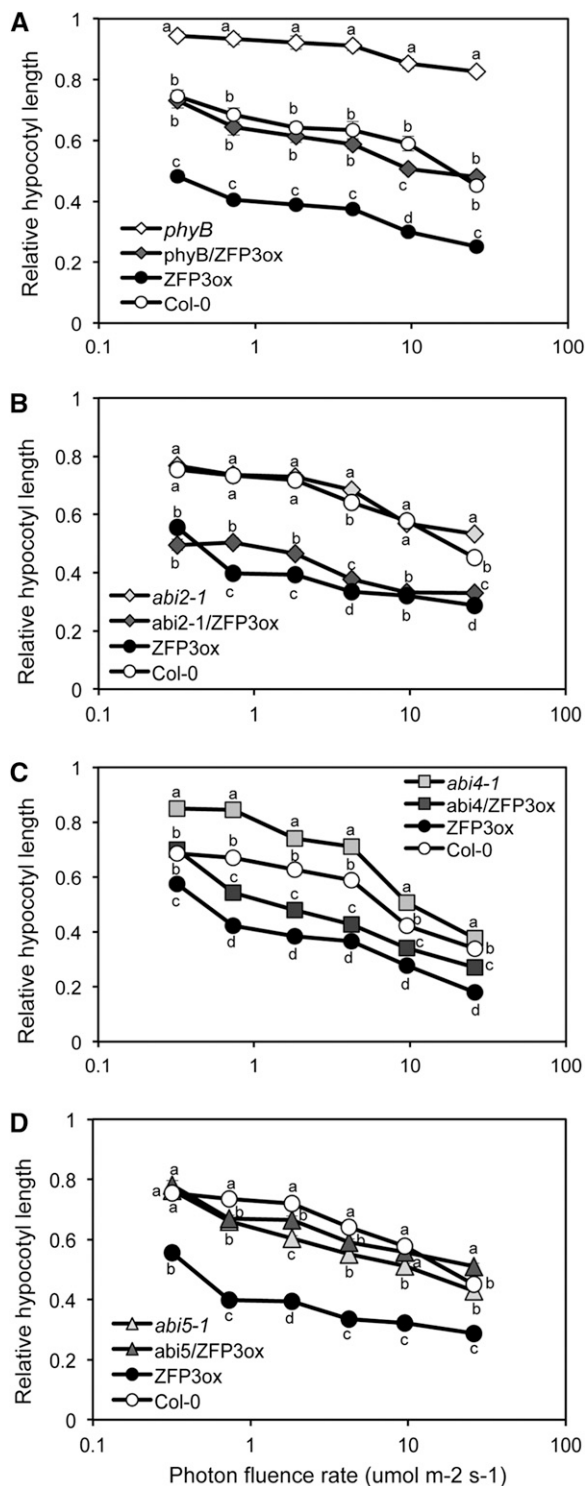 A
Relative hypocotyl length
1
0.8
0.6
0.4
0.2
0
a a a a a a
b b b b b b
b b b b c b
c c c c d c
phyB
phyB/ZFP3ox
ZFP3ox
Col-0
0.1 1 10 100
B
Relative hypocotyl length
1
0.8
0.6
0.4
0.2
0
a a a a a a
a a a b a b
b b b c b c
b c c d b d
abi2-1
abi2-1/ZFP3ox
ZFP3ox
Col-0
0.1 1 10 100
C
Relative hypocotyl length
1
0.8
0.6
0.4
0.2
0
abi4-1
abi4/ZFP3ox
ZFP3ox
Col-0
a a a a a a
b b b b b b
b c c c c c
c d d d d d
0.1 1 10 100
D
Relative hypocotyl length
1
0.8
0.6
0.4
0.2
0
a a a a a a
a b b b a b
a b c b b b
b c d c c c
abi5-1
abi5/ZFP3ox
ZFP3ox
Col-0
0.1 1 10 100
Photon fluence rate (umol m-2 s-1)